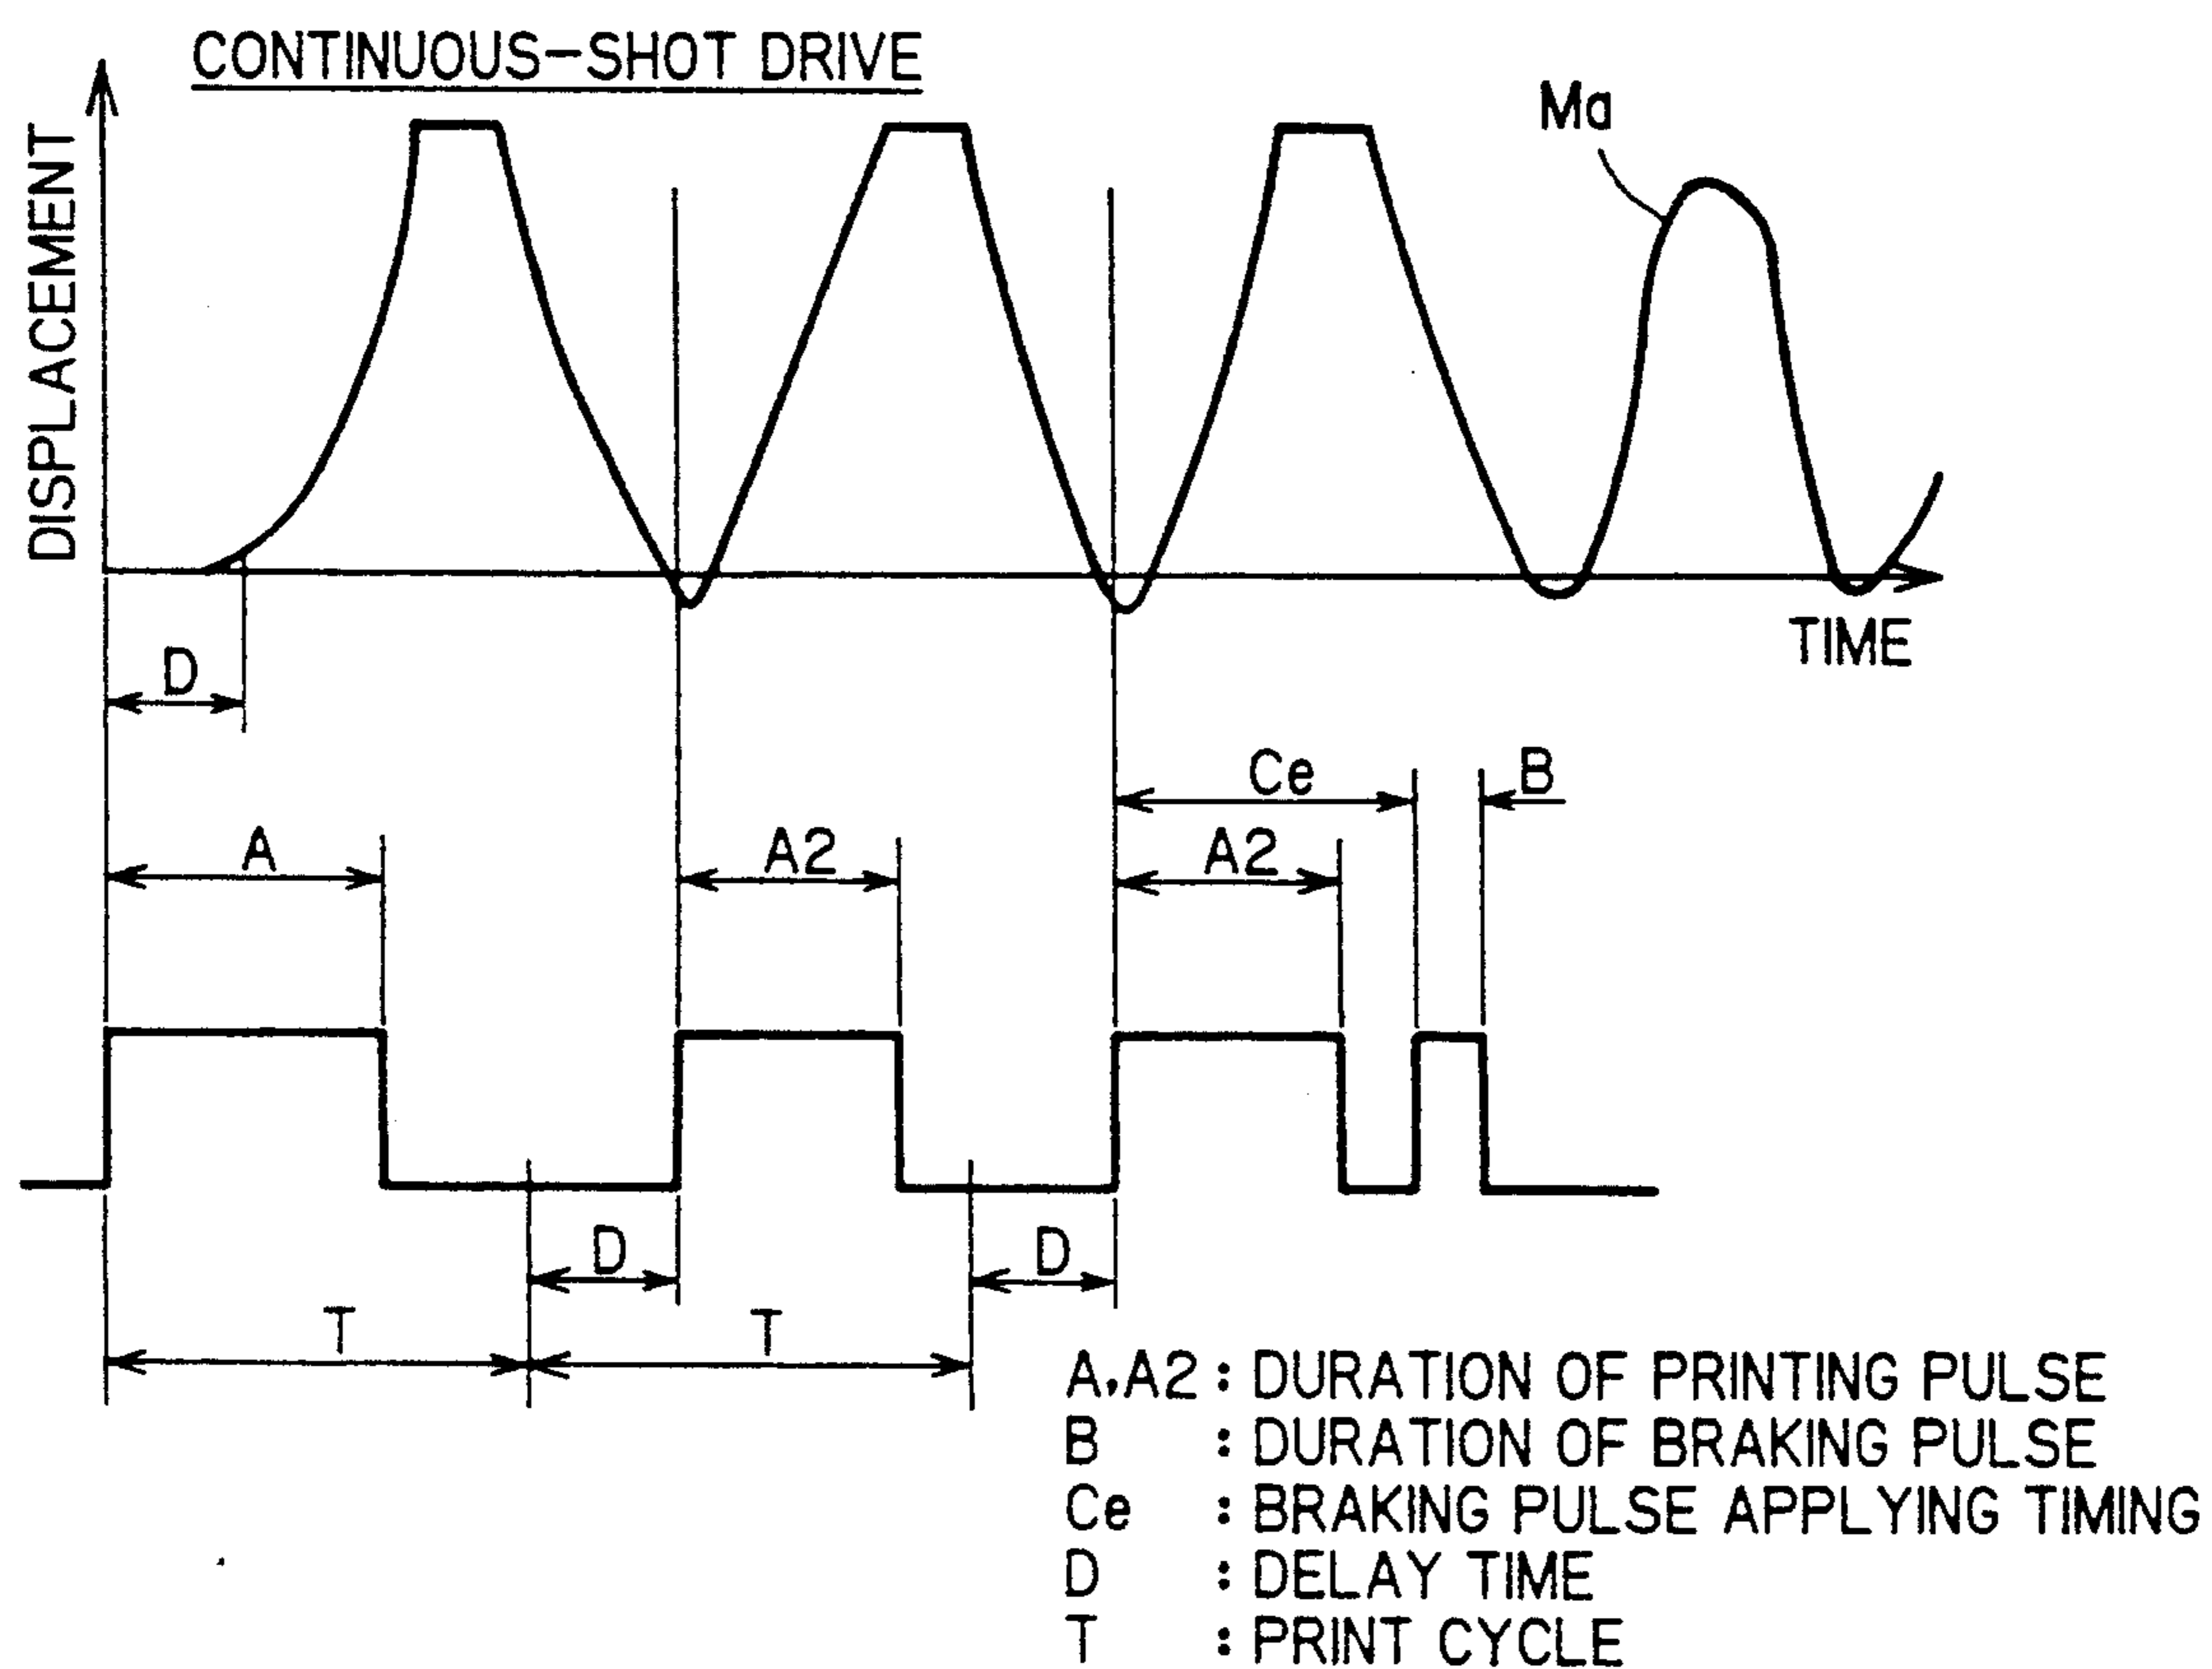 CONTINUOUS-SHOT DRIVE
Ma
DISPLACEMENT
TIME
D
Ce
B
A
A2
A2
D
D
T
T
A,A2 : DURATION OF PRINTING PULSE
B : DURATION OF BRAKING PULSE
Ce : BRAKING PULSE APPLYING TIMING
D : DELAY TIME
T : PRINT CYCLE